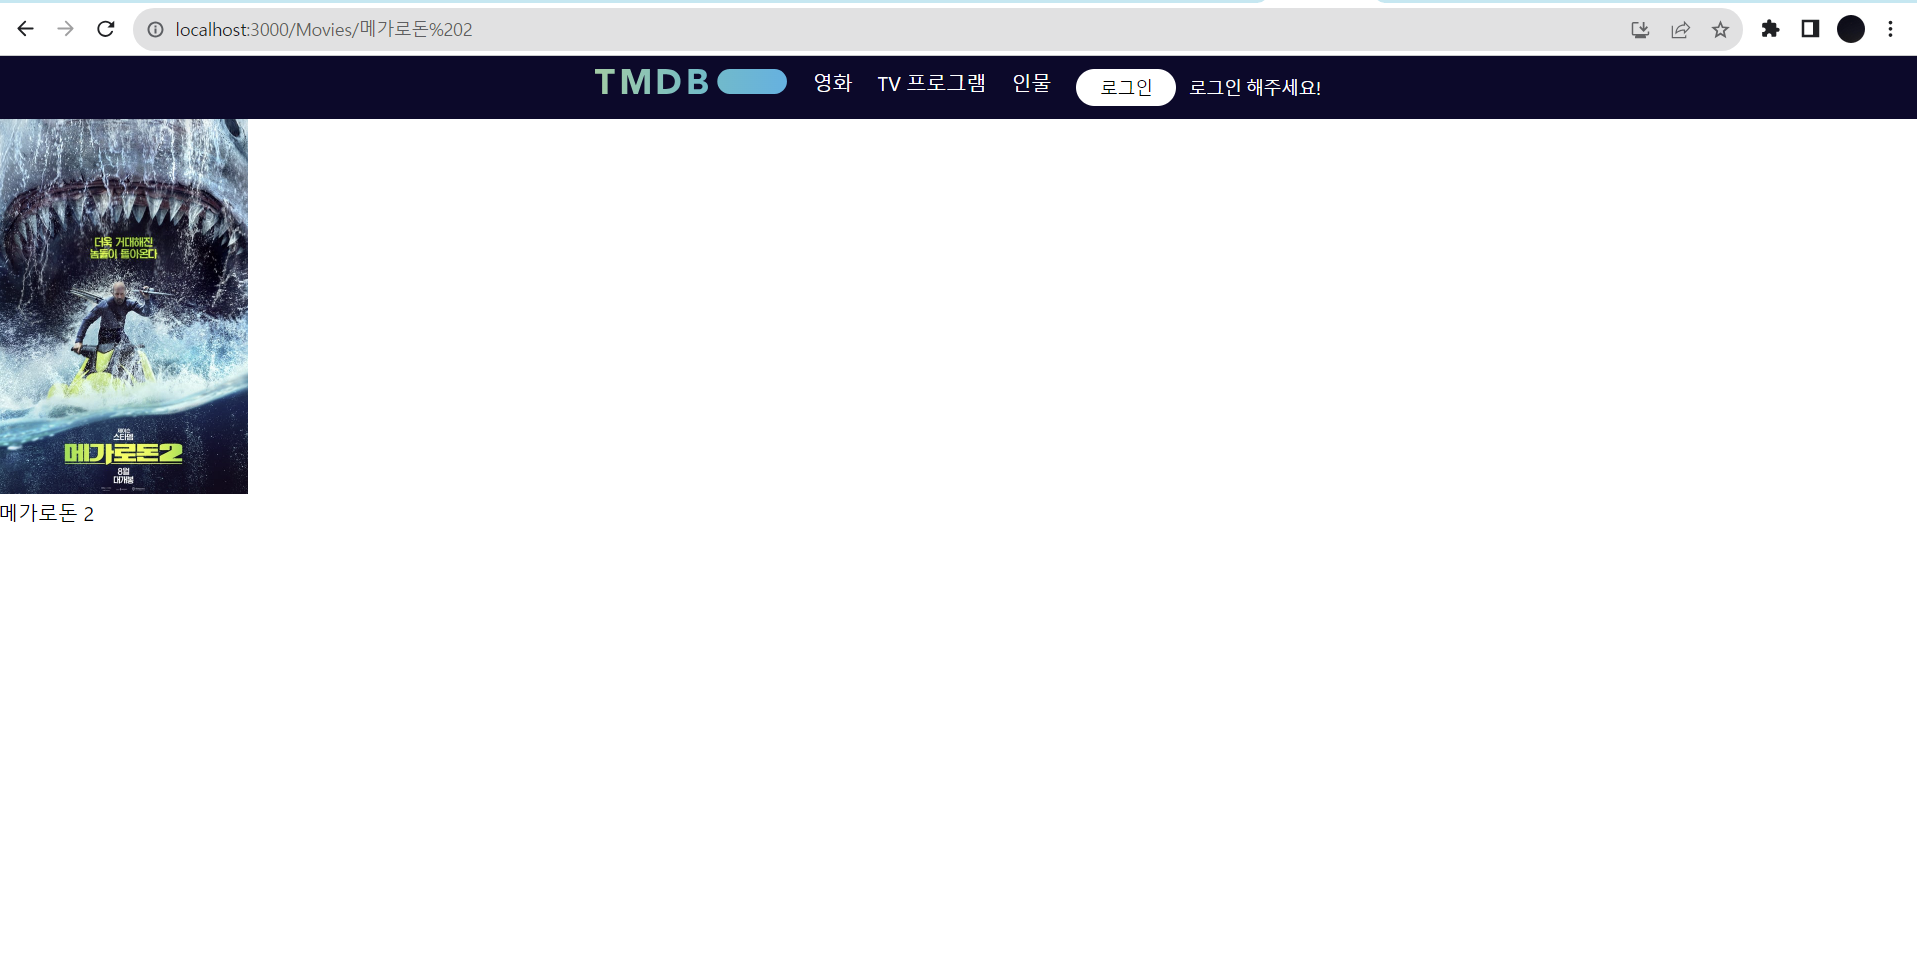 localhost:3000/Movies/메가로돈%202
TMDB 영화 TV 프로그램 인물 로그인 로그인 해주세요!
더욱 거대해진
놈들이 돌아온다
제이슨
스타뎀
메가로돈2
8월
대개봉
메가로돈 2